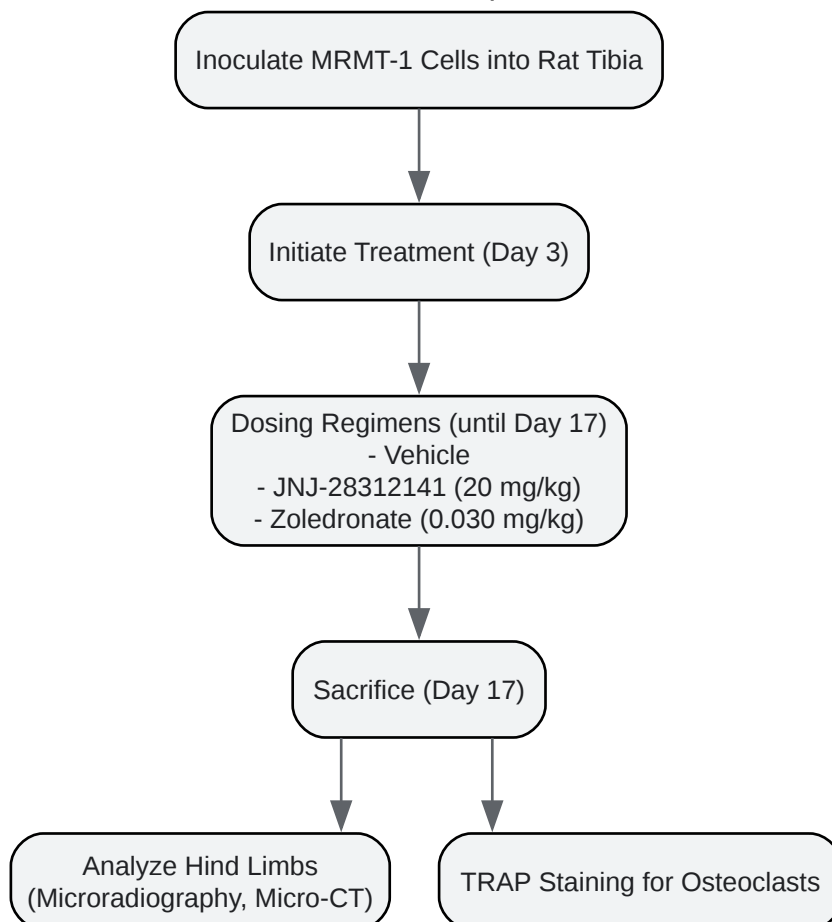 Inoculate MRMT-1 Cells into Rat Tibia
Initiate Treatment (Day 3)
Dosing Regimens (until Day 17)
- Vehicle
- JNJ-28312141 (20 mg/kg)
- Zoledronate (0.030 mg/kg)
Sacrifice (Day 17)
Analyze Hind Limbs
(Microradiography, Micro-CT)
TRAP Staining for Osteoclasts